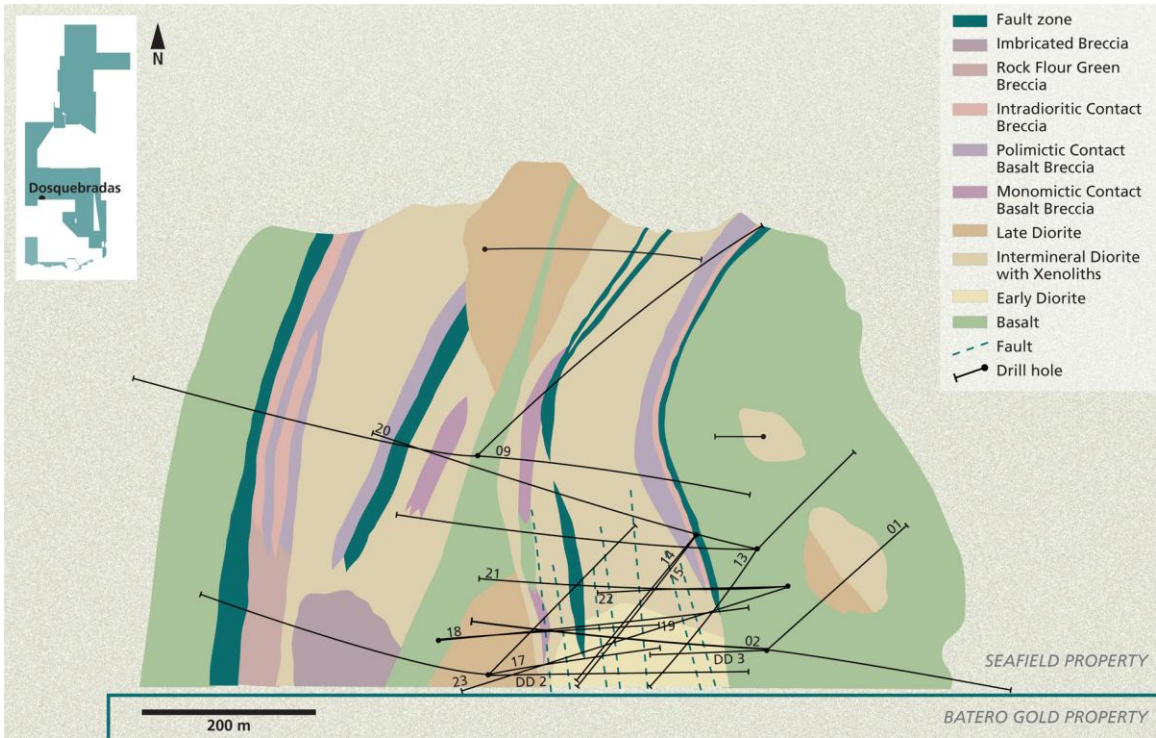 Dosquebradas
N
Fault zone
Imbricated Breccia
Rock Flour Green
Breccia
Intradioritic Contact
Breccia
Polimictic Contact
Basalt Breccia
Monomictic Contact
Basalt Breccia
Late Diorite
Intermineral Diorite
with Xenoliths
Early Diorite
Basalt
Fault
Drill hole
20
09
01
14
15
13
21
22
18
19
02
17
DD 3
23
DD 2
SEAFIELD PROPERTY
BATERO GOLD PROPERTY
200 m